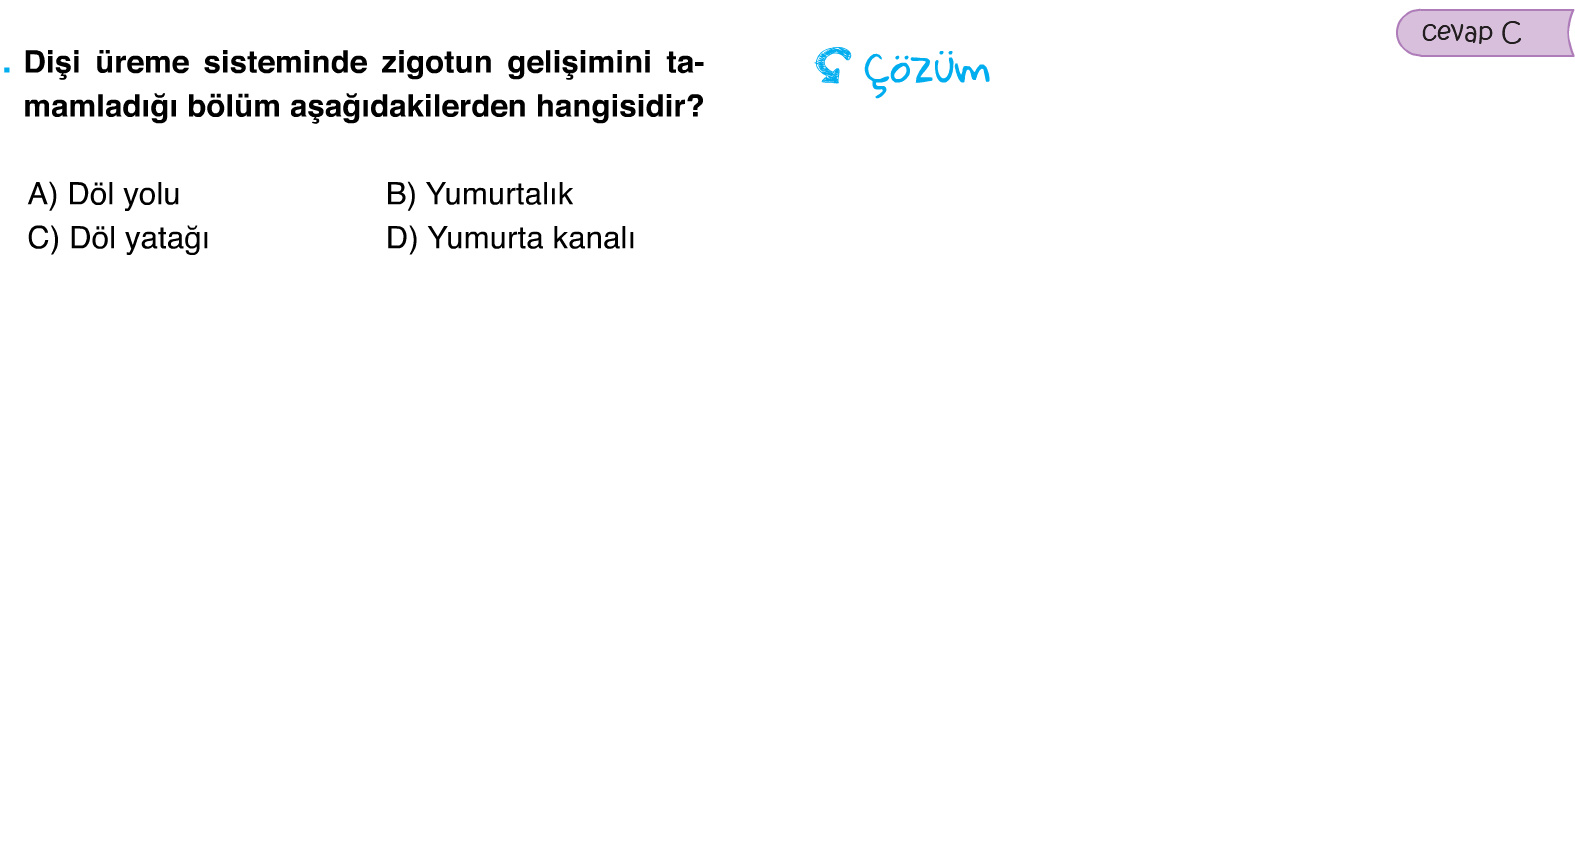 . Dişi üreme sisteminde zigotun gelişimini ta-
mamladığı bölüm aşağıdakilerden hangisidir?
A) Döl yolu B) Yumurtalık
C) Döl yatağı D) Yumurta kanalı
Çözüm
cevap C